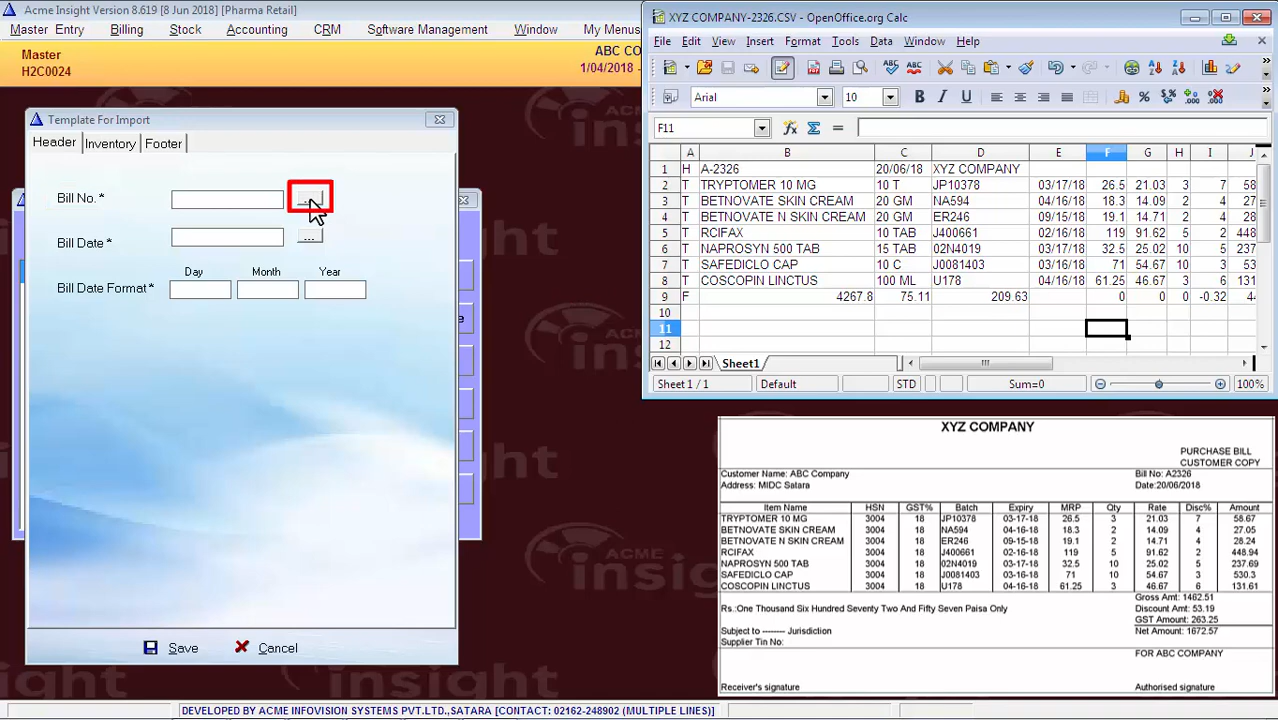 Acme Insight Version 8.619 [8 Jun 2018] [Pharma Retail]
Master Entry Billing Stock Accounting CRM Software Management Window My Menus
Master
H2C0024
ABC CO
1/04/2018 -
Template For Import
Header Inventory Footer
Bill No. *
...
Bill Date *
...
Day Month Year
Bill Date Format *
Save Cancel
XYZ COMPANY-2326.CSV - OpenOffice.org Calc
File Edit View Insert Format Tools Data Window Help
Arial 10 B I U
F11
A B C D E F G H I J
1 H A-2326 20/06/18 XYZ COMPANY
2 T TRYPTOMER 10 MG 10 T JP10378 03/17/18 26.5 21.03 3 7 58
3 T BETNOVATE SKIN CREAM 20 GM NA594 04/16/18 18.3 14.09 2 4 27
4 T BETNOVATE N SKIN CREAM 20 GM ER246 09/15/18 19.1 14.71 2 4 28
5 T RCIFAX 10 TAB J400661 02/16/18 119 91.62 5 2 448
6 T NAPROSYN 500 TAB 15 TAB 02N4019 03/17/18 32.5 25.02 10 5 237
7 T SAFEDICLO CAP 10 C J0081403 03/16/18 71 54.67 10 3 53
8 T COSCOPIN LINCTUS 100 ML U178 04/16/18 61.25 46.67 3 6 131
9 F 4267.8 75.11 209.63 0 0 0 -0.32 44
10
11
12
Sheet1
Sheet 1 / 1 Default STD Sum=0 100%
XYZ COMPANY
PURCHASE BILL
CUSTOMER COPY
Customer Name: ABC Company Bill No: A2326
Address: MIDC Satara Date:20/06/2018
Item Name HSN GST% Batch Expiry MRP Qty Rate Disc% Amount
TRYPTOMER 10 MG 3004 18 JP10378 03-17-18 26.5 3 21.03 7 58.67
BETNOVATE SKIN CREAM 3004 18 NA594 04-16-18 18.3 2 14.09 4 27.05
BETNOVATE N SKIN CREAM 3004 18 ER246 09-15-18 19.1 2 14.71 4 28.24
RCIFAX 3004 18 J400661 02-16-18 119 5 91.62 2 448.94
NAPROSYN 500 TAB 3004 18 02N4019 03-17-18 32.5 10 25.02 5 237.69
SAFEDICLO CAP 3004 18 J0081403 03-16-18 71 10 54.67 3 530.3
COSCOPIN LINCTUS 3004 18 U178 04-16-18 61.25 3 46.67 6 131.61
Gross Amt: 1462.51
Rs.:One Thousand Six Hundred Seventy Two And Fifty Seven Paisa Only Discount Amt: 53.19
GST Amount: 263.25
Subject to -------- Jurisdiction Net Amount: 1672.57
Supplier Tin No:
FOR ABC COMPANY
Receiver's signature Authorised signature
ACME
insight
DEVELOPED BY ACME INFOVISION SYSTEMS PVT.LTD.,SATARA [CONTACT: 02162-248902 (MULTIPLE LINES)]